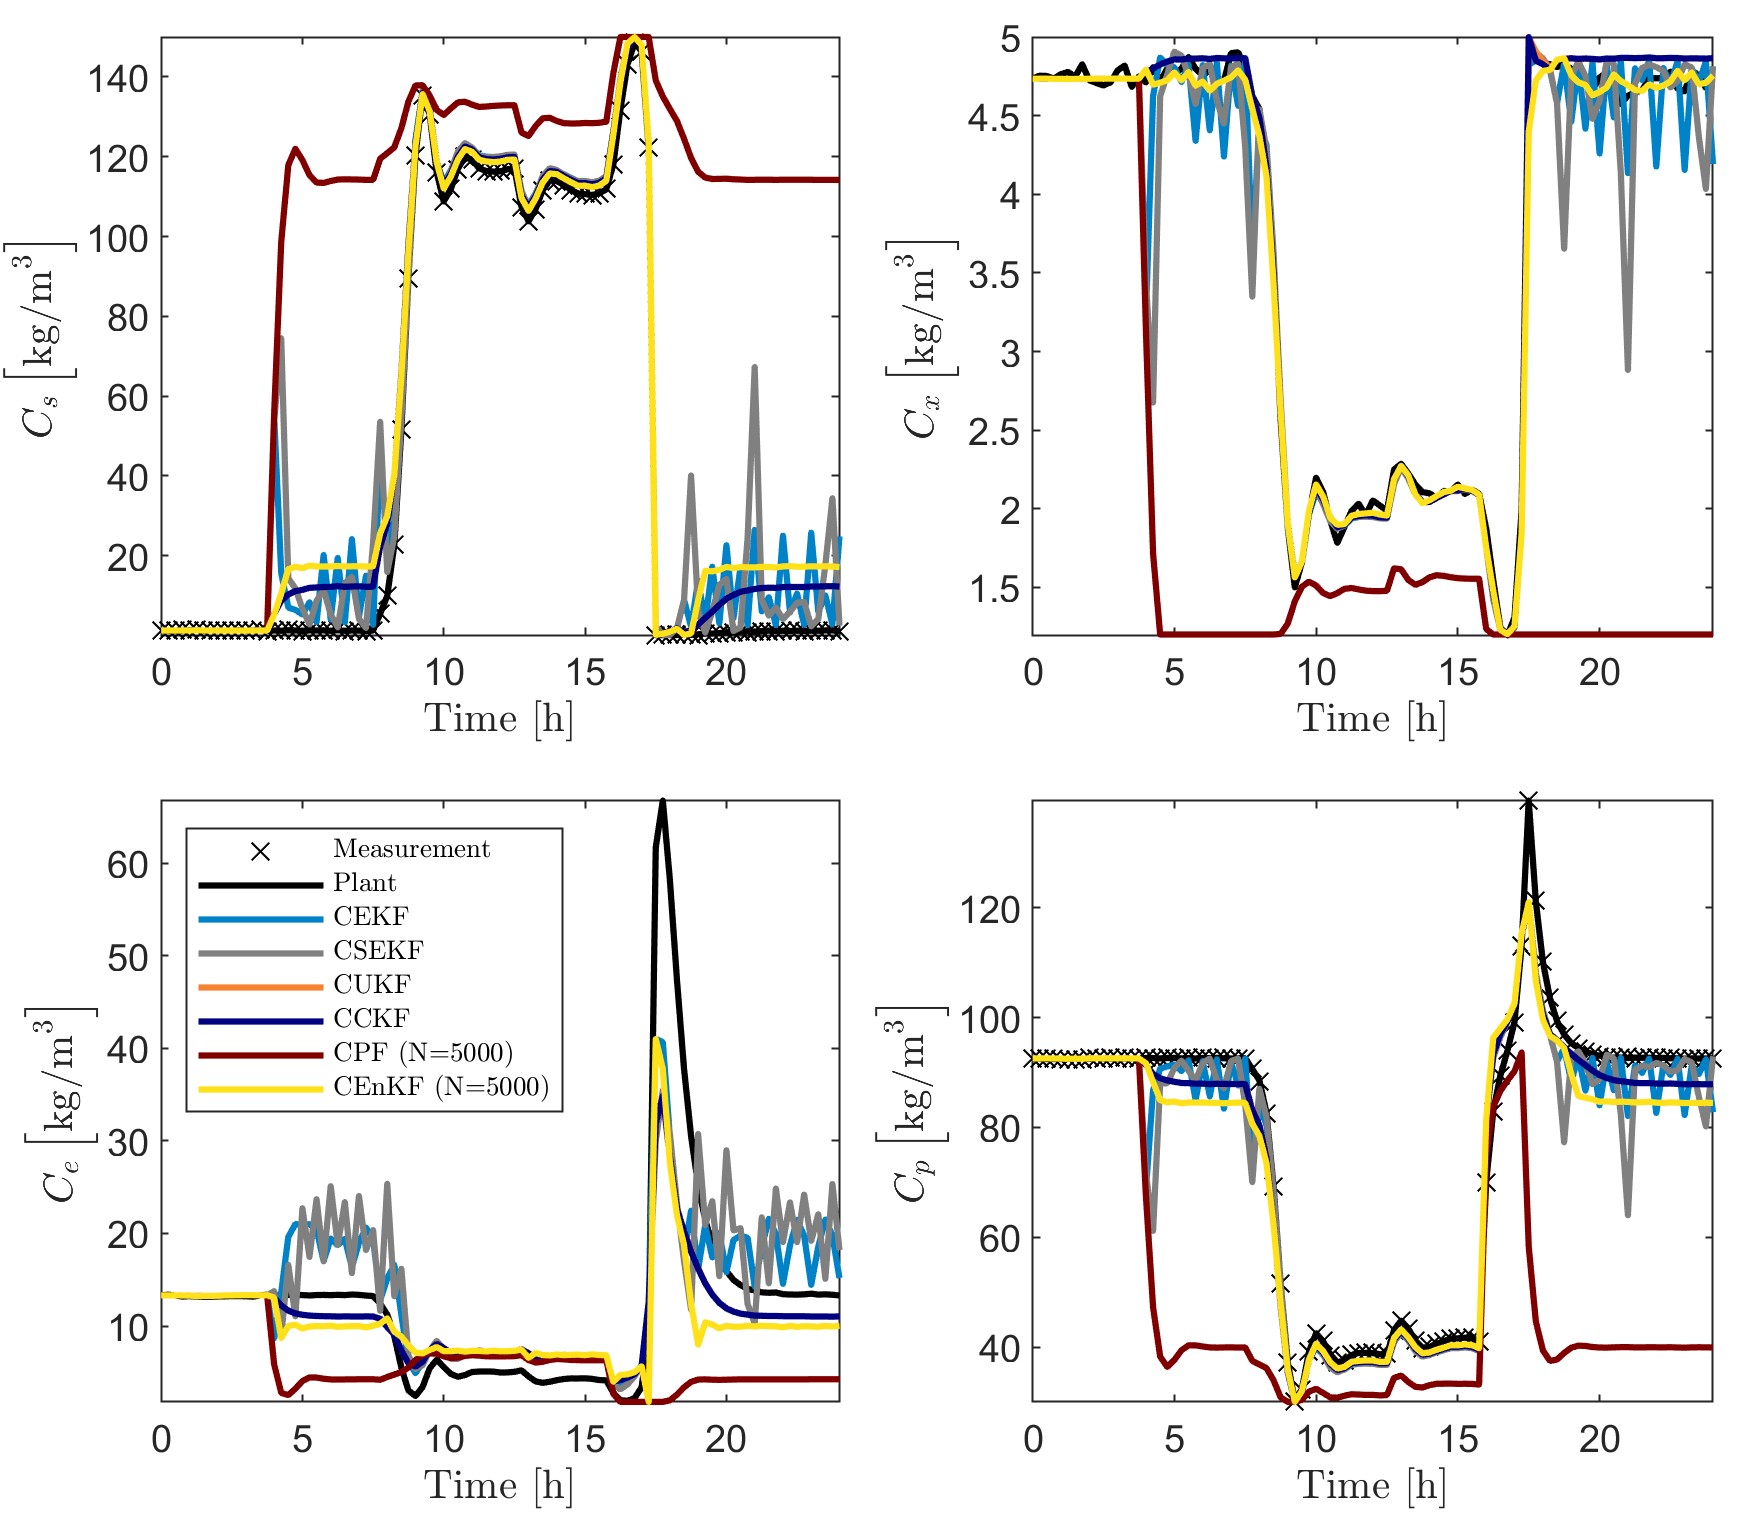 140
120
100
80
60
40
20
C_s [kg/m^3]
0 5 10 15 20
Time [h]
5
4.5
4
3.5
3
2.5
2
1.5
C_x [kg/m^3]
0 5 10 15 20
Time [h]
60
50
40
30
20
10
C_e [kg/m^3]
Measurement
Plant
CEKF
CSEKF
CUKF
CCKF
CPF (N=5000)
CEnKF (N=5000)
0 5 10 15 20
Time [h]
120
100
80
60
40
C_p [kg/m^3]
0 5 10 15 20
Time [h]